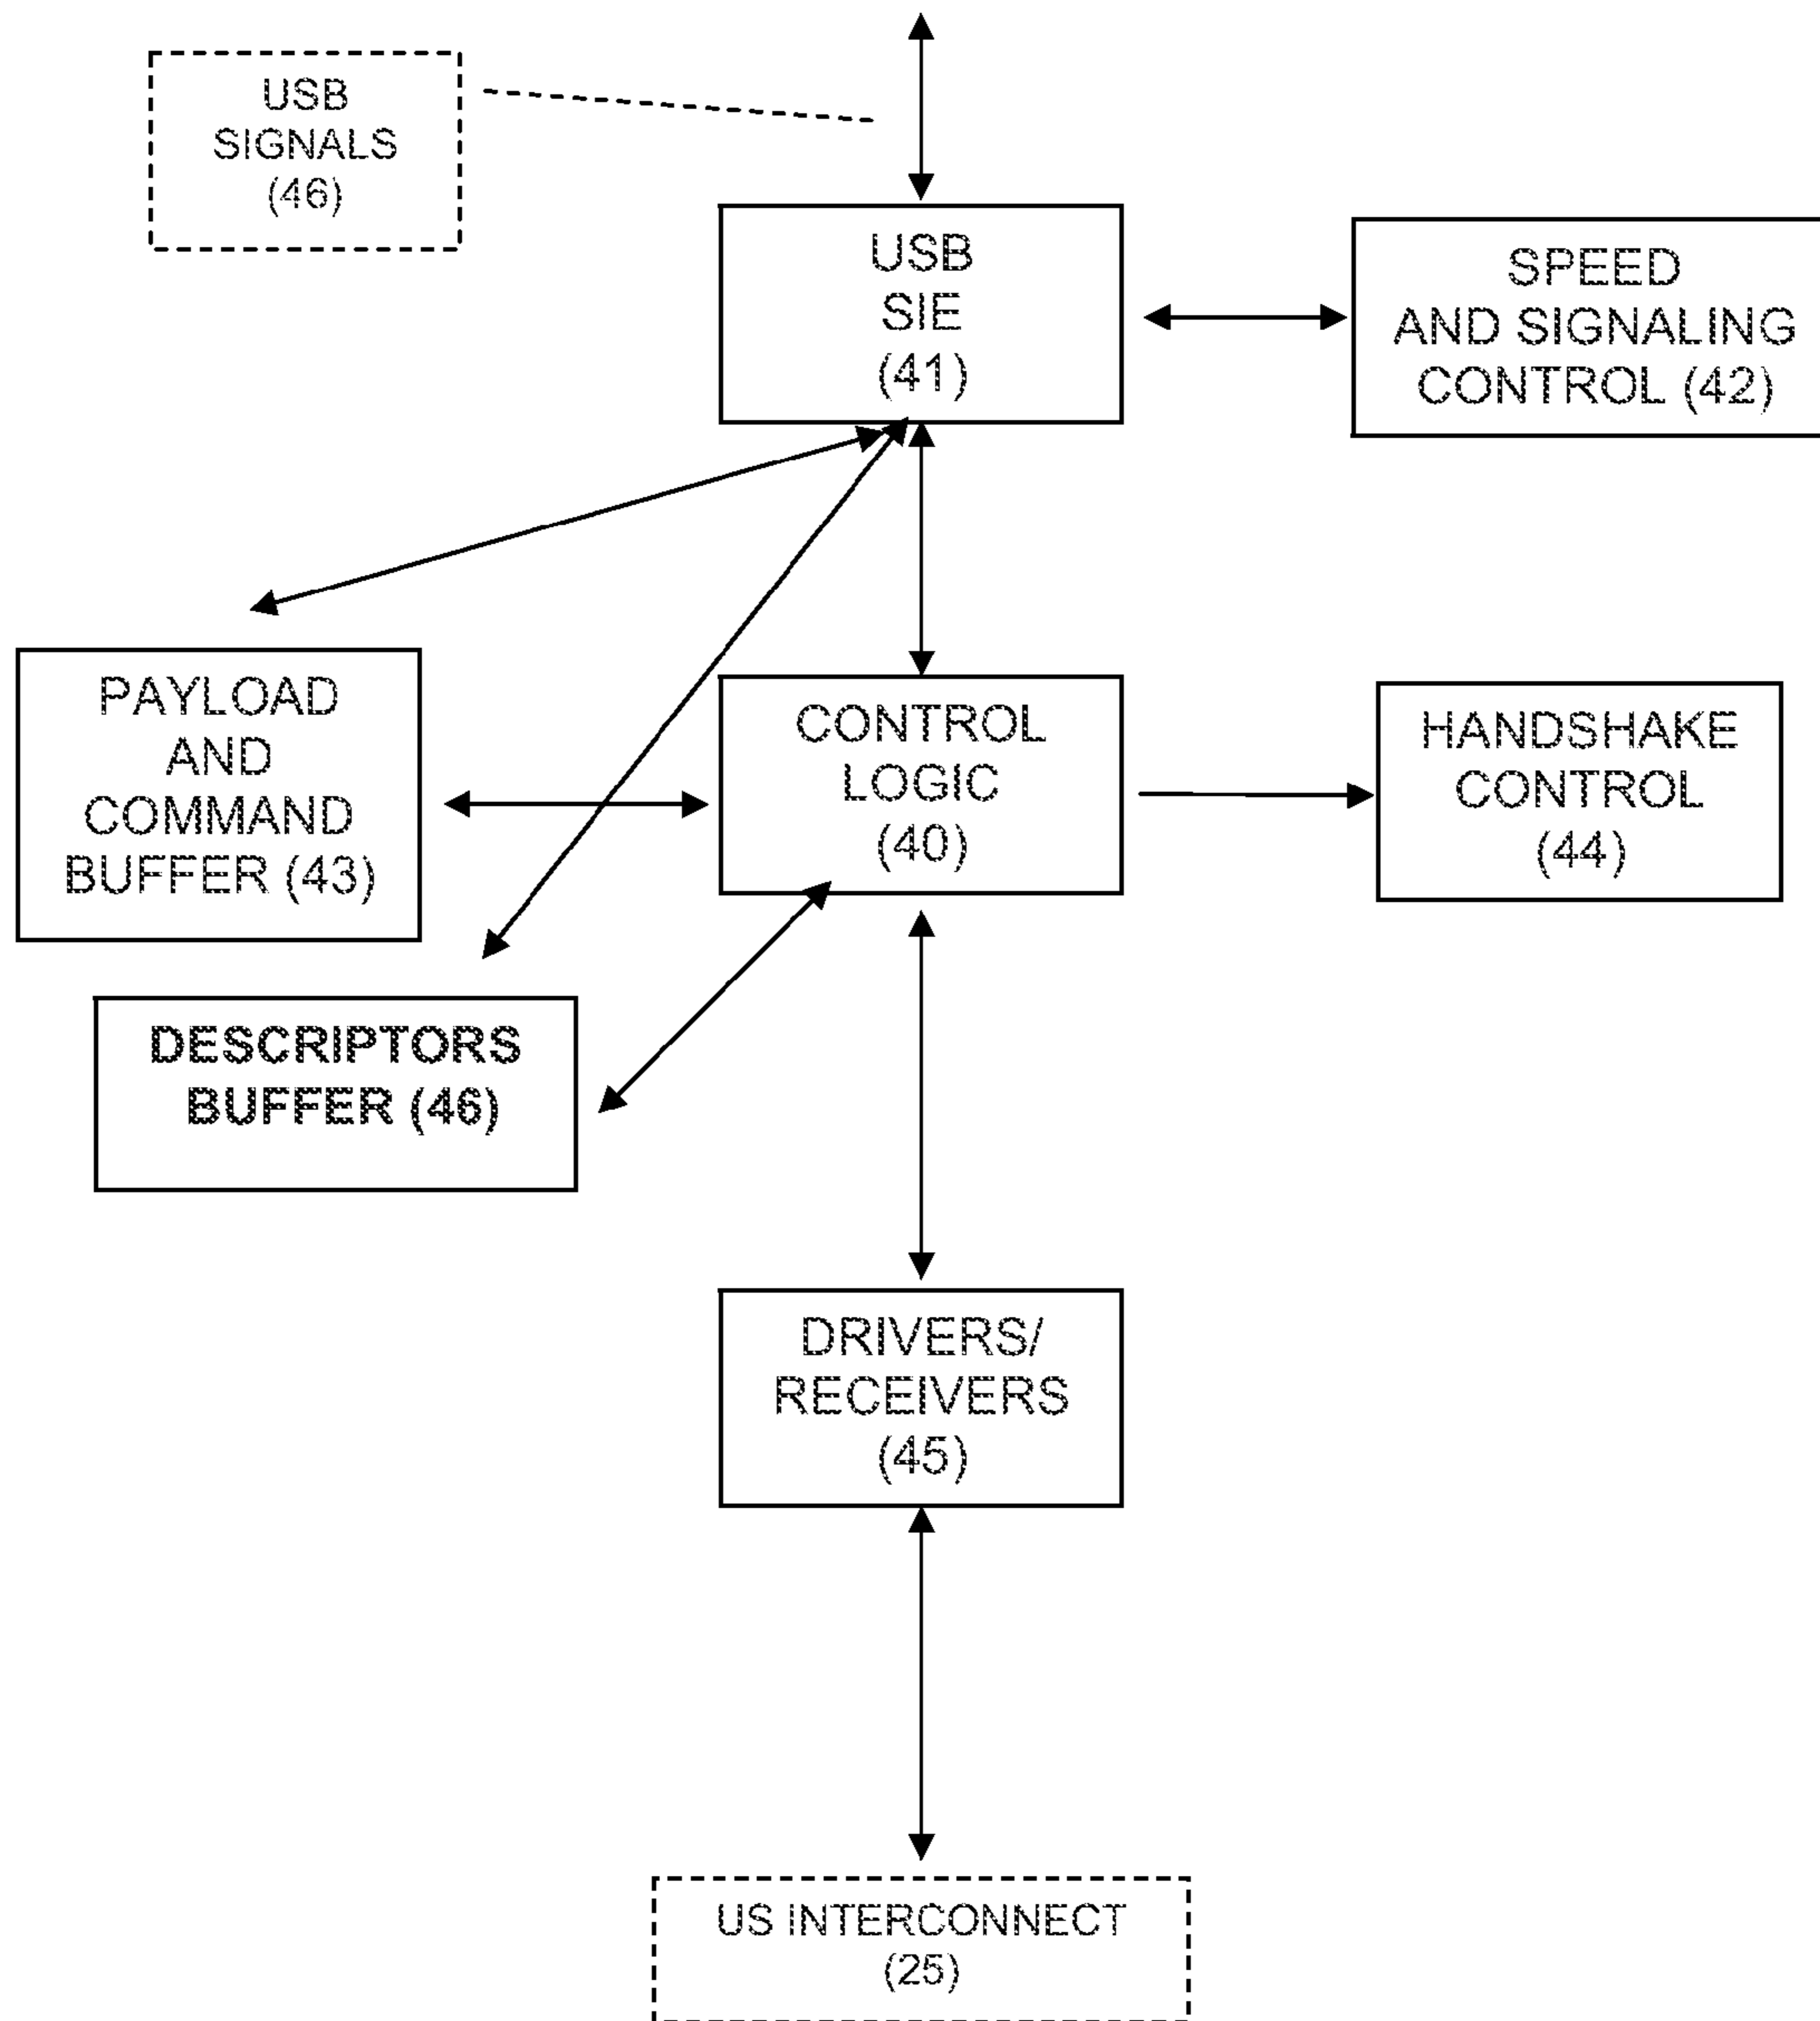 USB
SIGNALS
(46)
USB
SIE
(41)
SPEED
AND SIGNALING
CONTROL (42)
PAYLOAD
AND
COMMAND
BUFFER (43)
CONTROL
LOGIC
(40)
HANDSHAKE
CONTROL
(44)
DESCRIPTORS
BUFFER (46)
DRIVERS/
RECEIVERS
(45)
US INTERCONNECT
(25)